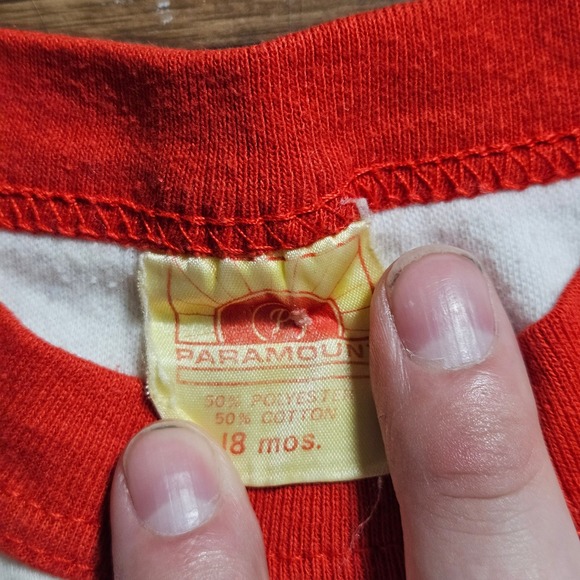 PARAMOUNT
50% POLYESTER
50% COTTON
18 mos.